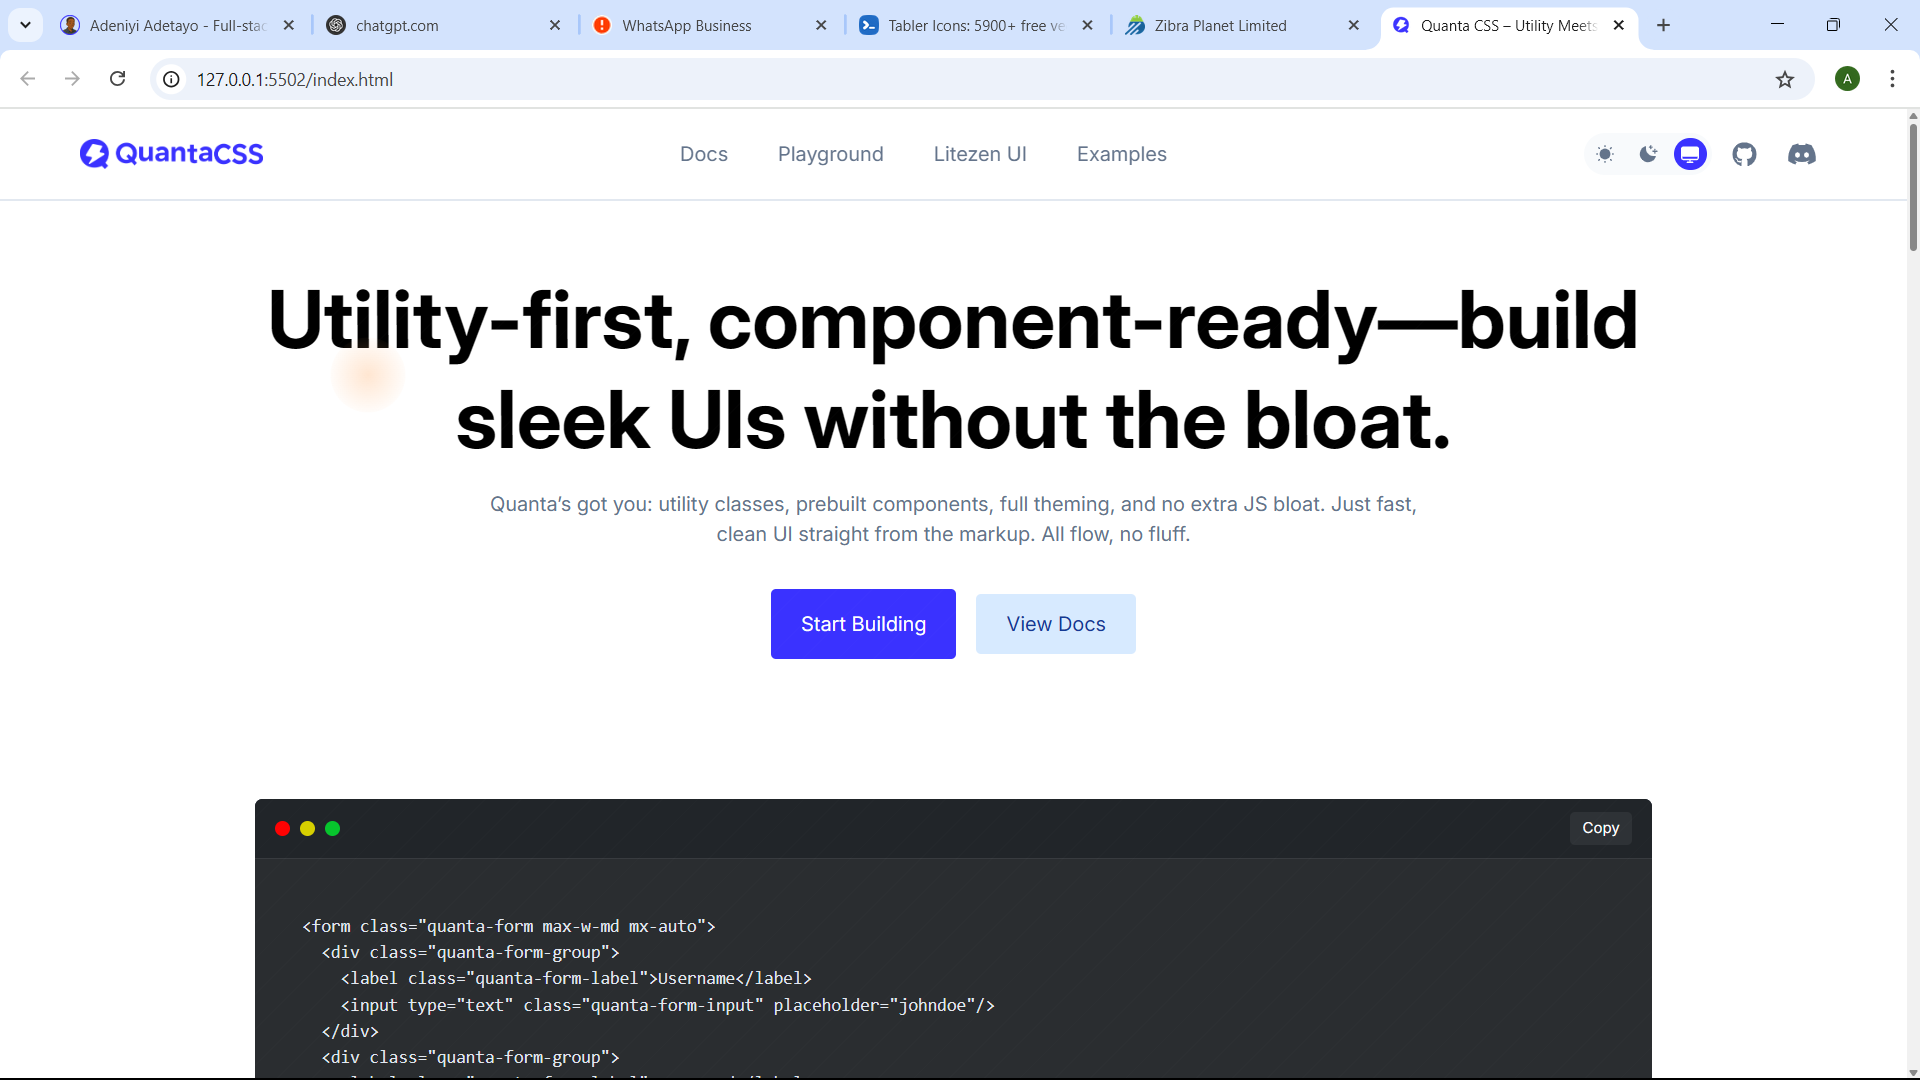 Adeniyi Adetayo - Full-stac
chatgpt.com
WhatsApp Business
Tabler Icons: 5900+ free ve
Zibra Planet Limited
Quanta CSS – Utility Meets
127.0.0.1:5502/index.html
A
QuantaCSS
Docs
Playground
Litezen UI
Examples
Utility-first, component-ready—build
sleek UIs without the bloat.
Quanta’s got you: utility classes, prebuilt components, full theming, and no extra JS bloat. Just fast,
clean UI straight from the markup. All flow, no fluff.
Start Building
View Docs
Copy
<form class="quanta-form max-w-md mx-auto">
<div class="quanta-form-group">
<label class="quanta-form-label">Username</label>
<input type="text" class="quanta-form-input" placeholder="johndoe"/>
</div>
<div class="quanta-form-group">